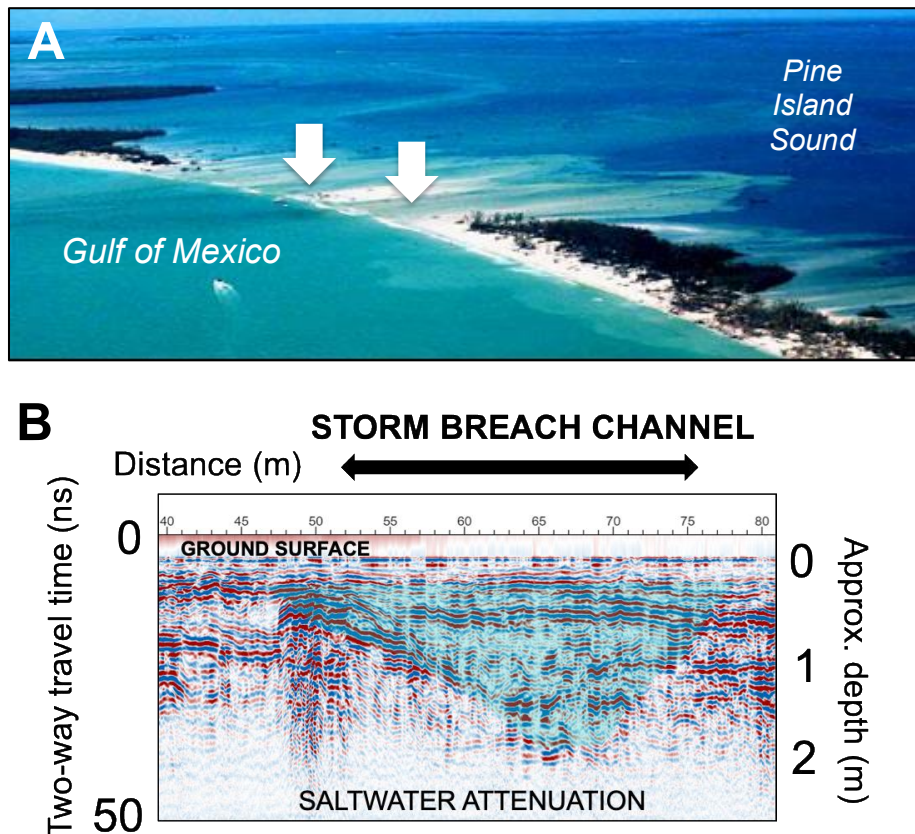 A
Pine
Island
Sound
Gulf of Mexico
B
STORM BREACH CHANNEL
Distance (m)
Two-way travel time (ns)
40 45 50 55 60 65 70 75 80
0
GROUND SURFACE
0
1
2
Approx. depth (m)
SALTWATER ATTENUATION
50